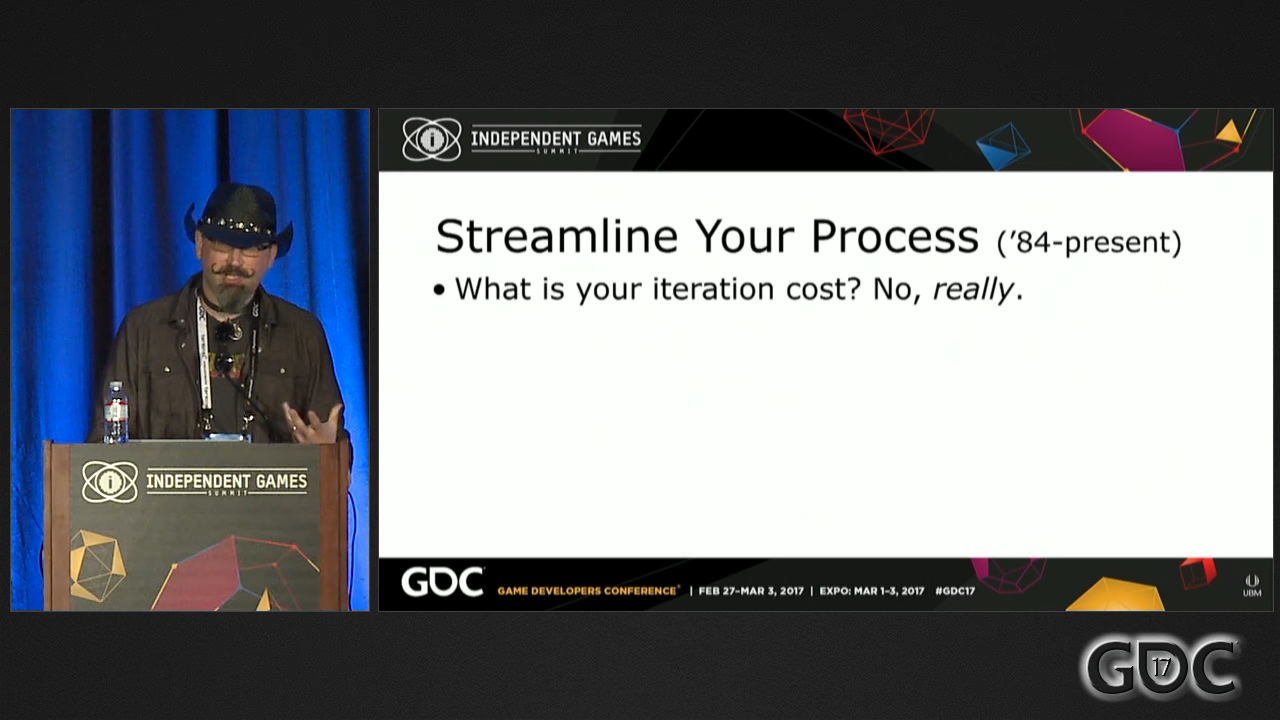 INDEPENDENT GAMES
SUMMIT
Streamline Your Process (’84-present)
• What is your iteration cost? No, really.
INDEPENDENT GAMES
SUMMIT
GDC GAME DEVELOPERS CONFERENCE® | FEB 27–MAR 3, 2017 | EXPO: MAR 1–3, 2017 #GDC17
UBM
GDC 17